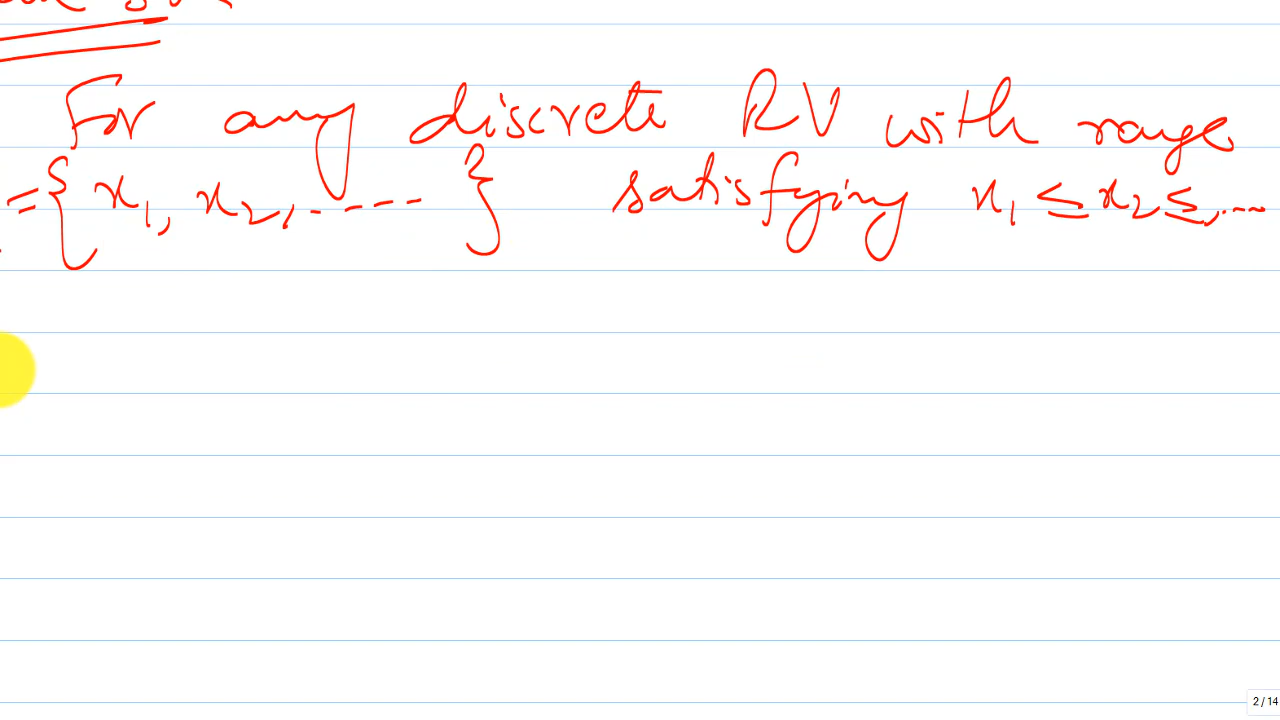 For any discrete RV with range
={x₁, x₂, ----- } satisfying x₁ ≤ x₂ ≤, ---
2 / 14